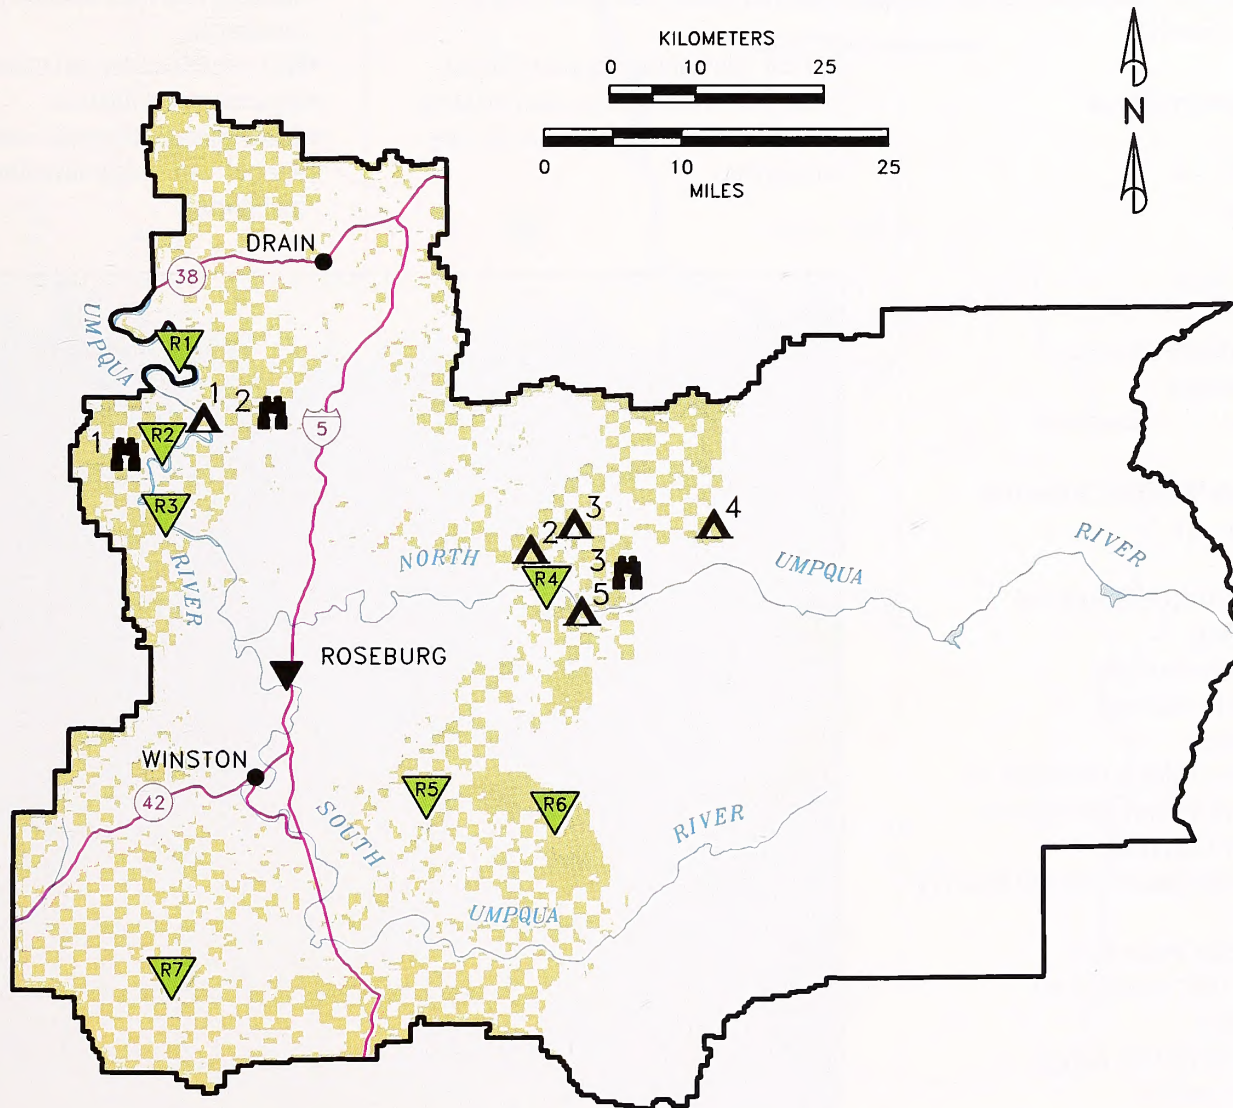 KILOMETERS
0 10 25
0 10 25
MILES
N
DRAIN
38
UMPQUA
R1
1
2
5
R2
1
R3
RIVER
NORTH
2
3
4
3
R4
5
UMPQUA
RIVER
ROSEBURG
WINSTON
42
SOUTH
R5
R6
RIVER
UMPQUA
R7